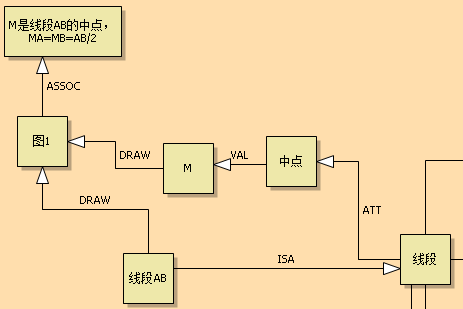 M是线段AB的中点，
MA=MB=AB/2
ASSOC
图1
DRAW
M
VAL
中点
DRAW
ATT
线段AB
ISA
线段